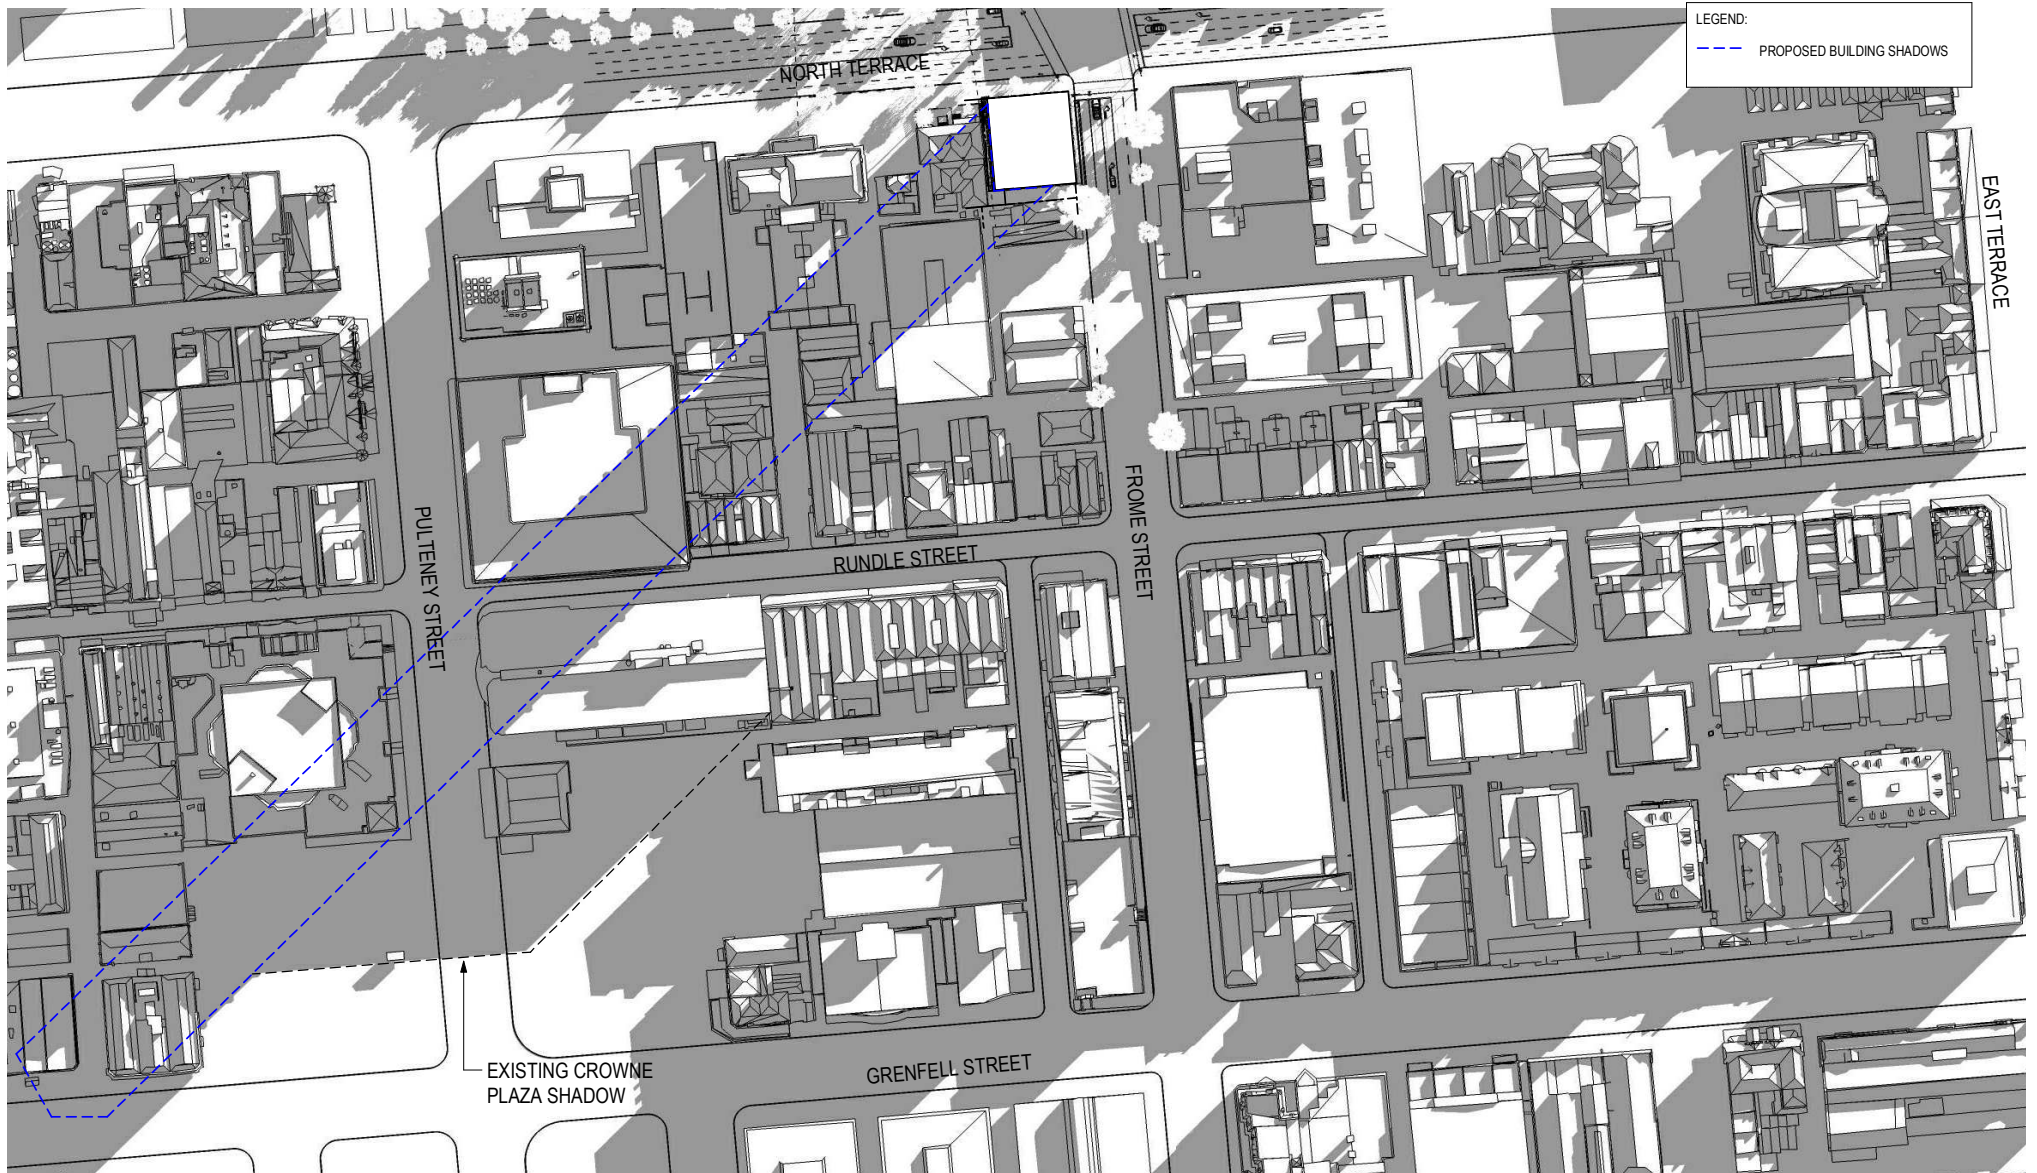 LEGEND:
PROPOSED BUILDING SHADOWS
NORTH TERRACE
EAST TERRACE
PULTENEY STREET
FROME STREET
RUNDLE STREET
EXISTING CROWNE
PLAZA SHADOW
GRENFELL STREET